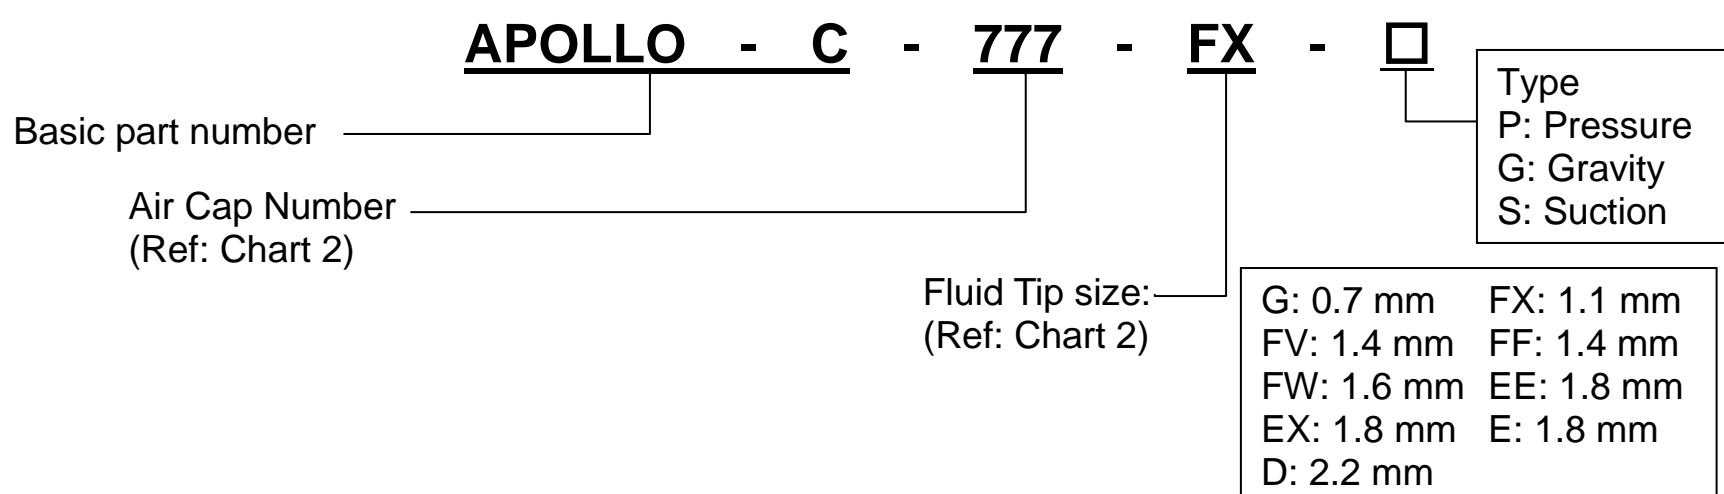 APOLLO - C - 777 - FX - □
Type
P: Pressure
G: Gravity
S: Suction
Basic part number
Air Cap Number
(Ref: Chart 2)
Fluid Tip size:
(Ref: Chart 2)
G: 0.7 mm FX: 1.1 mm
FV: 1.4 mm FF: 1.4 mm
FW: 1.6 mm EE: 1.8 mm
EX: 1.8 mm E: 1.8 mm
D: 2.2 mm